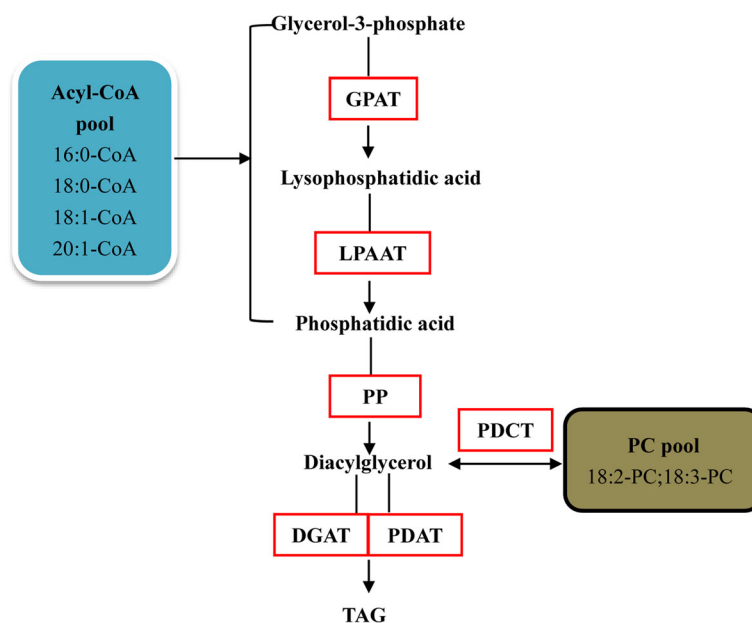 Glycerol-3-phosphate
Acyl-CoA
pool
16:0-CoA
18:0-CoA
18:1-CoA
20:1-CoA
GPAT
Lysophosphatidic acid
LPAAT
Phosphatidic acid
PP
PDCT
Diacylglycerol
PC pool
18:2-PC;18:3-PC
DGAT
PDAT
TAG